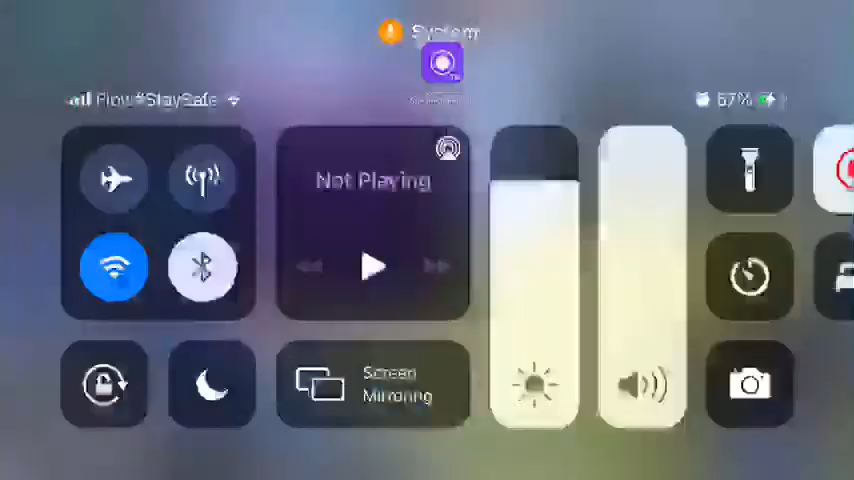 System
Flow#StaySafe
67%
Not Playing
Screen
Mirroring